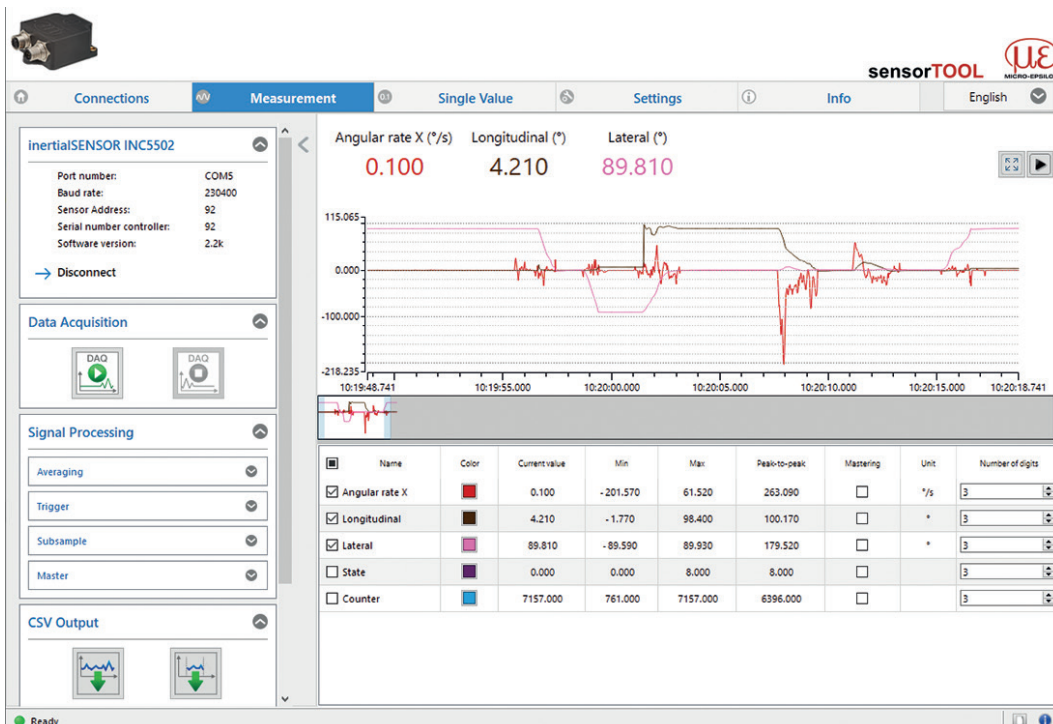 sensorTOOL
MICRO-EPSILO
Connections Measurement Single Value Settings Info English
inertialSENSOR INC5502
Port number: COM5
Baud rate: 230400
Sensor Address: 92
Serial number controller: 92
Software version: 2.2k
Disconnect
Data Acquisition
DAQ DAQ
Signal Processing
Averaging
Trigger
Subsample
Master
CSV Output
Angular rate X (°/s) Longitudinal (°) Lateral (°)
0.100 4.210 89.810
115.065
0.000
-100.000
-218.235
10:19:48.741 10:19:55.000 10:20:00.000 10:20:05.000 10:20:10.000 10:20:15.000 10:20:18.741
Name Color Current value Min Max Peak-to-peak Mastering Unit Number of digits
Angular rate X 0.100 -201.570 61.520 263.090 °/s 3
Longitudinal 4.210 -1.770 98.400 100.170 ° 3
Lateral 89.810 -89.590 89.930 179.520 ° 3
State 0.000 0.000 8.000 8.000 3
Counter 7157.000 761.000 7157.000 6396.000 3
Ready